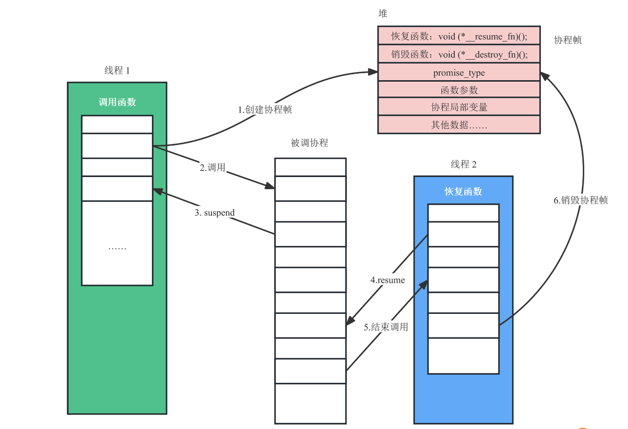 堆
恢复函数：void (*__resume_fn)();
销毁函数：void (*__destroy_fn)();
promise_type
函数参数
协程局部变量
其他数据……
协程帧
线程 1
调用函数
……
1.创建协程帧
2.调用
3. suspend
被调协程
线程 2
恢复函数
4.resume
5.结束调用
6.销毁协程帧